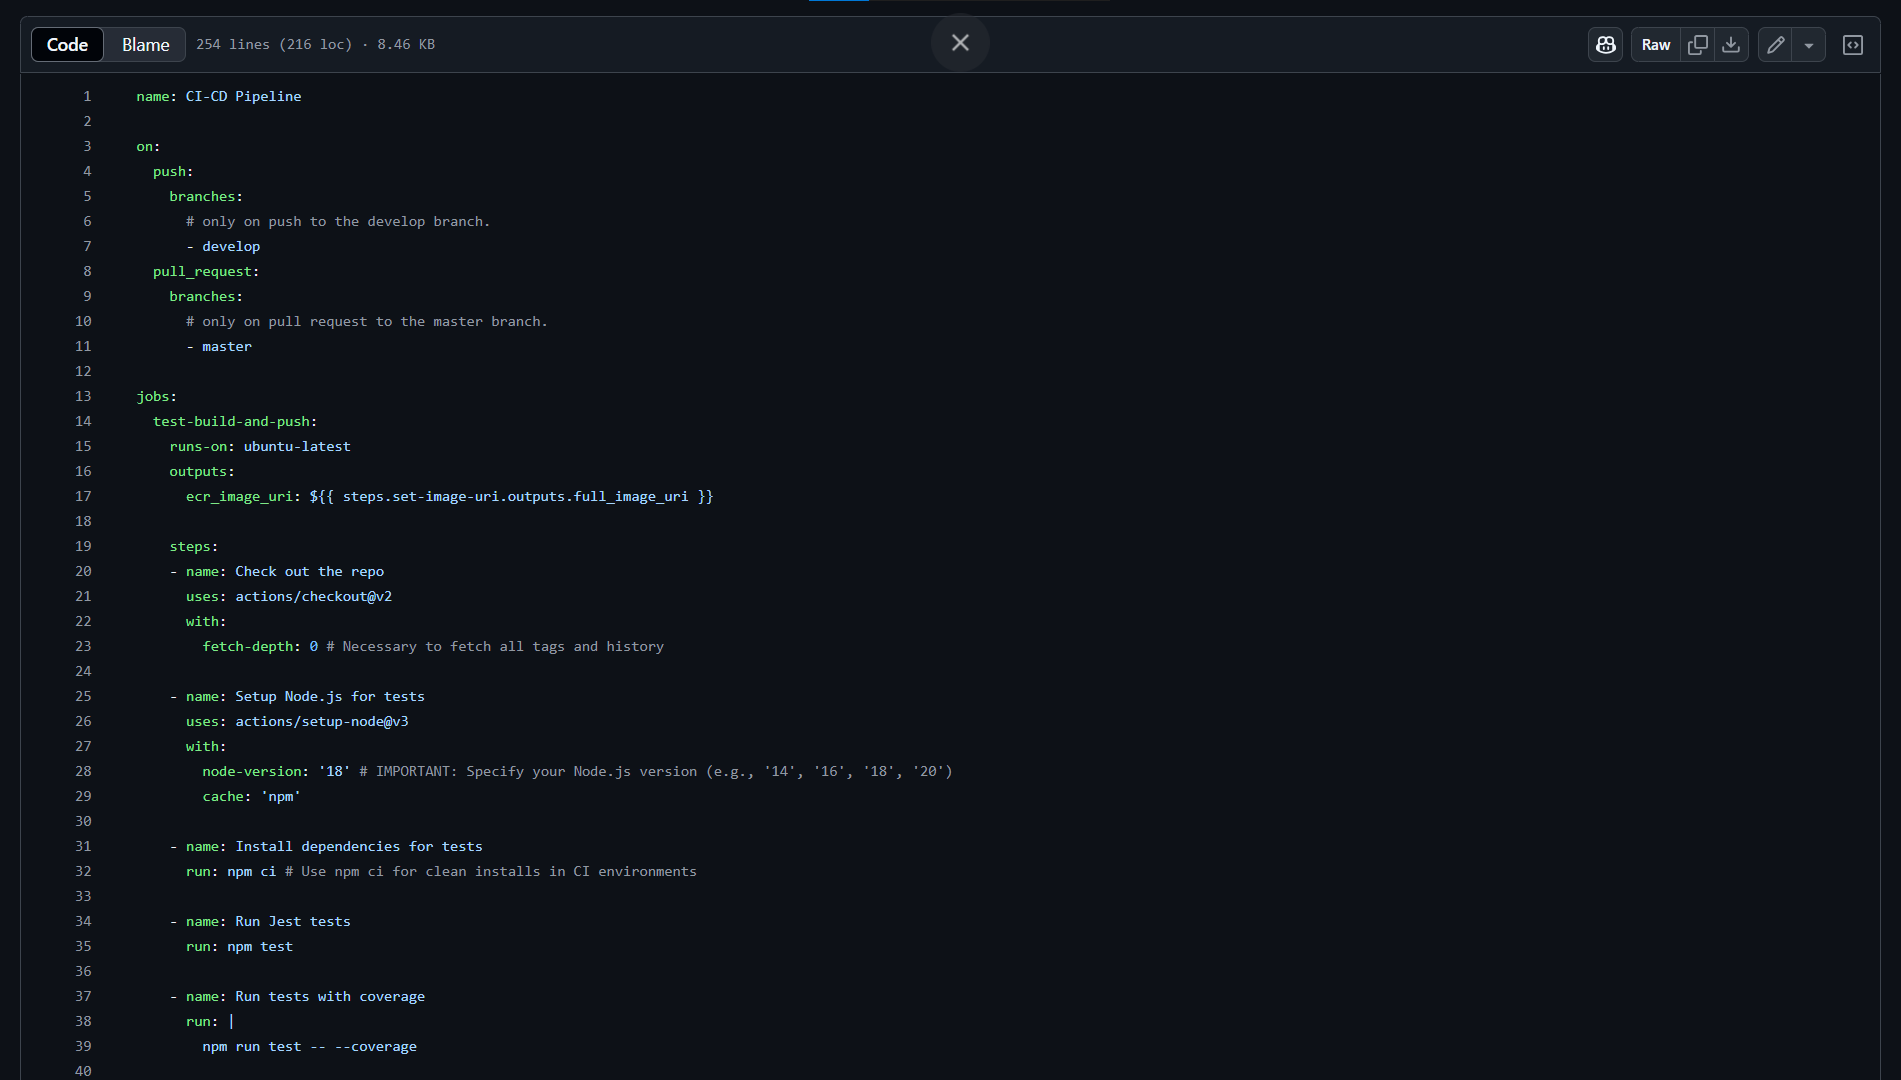 Code Blame 254 lines (216 loc) · 8.46 KB Raw
1 name: CI-CD Pipeline
2
3 on:
4 push:
5 branches:
6 # only on push to the develop branch.
7 - develop
8 pull_request:
9 branches:
10 # only on pull request to the master branch.
11 - master
12
13 jobs:
14 test-build-and-push:
15 runs-on: ubuntu-latest
16 outputs:
17 ecr_image_uri: ${{ steps.set-image-uri.outputs.full_image_uri }}
18
19 steps:
20 - name: Check out the repo
21 uses: actions/checkout@v2
22 with:
23 fetch-depth: 0 # Necessary to fetch all tags and history
24
25 - name: Setup Node.js for tests
26 uses: actions/setup-node@v3
27 with:
28 node-version: '18' # IMPORTANT: Specify your Node.js version (e.g., '14', '16', '18', '20')
29 cache: 'npm'
30
31 - name: Install dependencies for tests
32 run: npm ci # Use npm ci for clean installs in CI environments
33
34 - name: Run Jest tests
35 run: npm test
36
37 - name: Run tests with coverage
38 run: |
39 npm run test -- --coverage
40